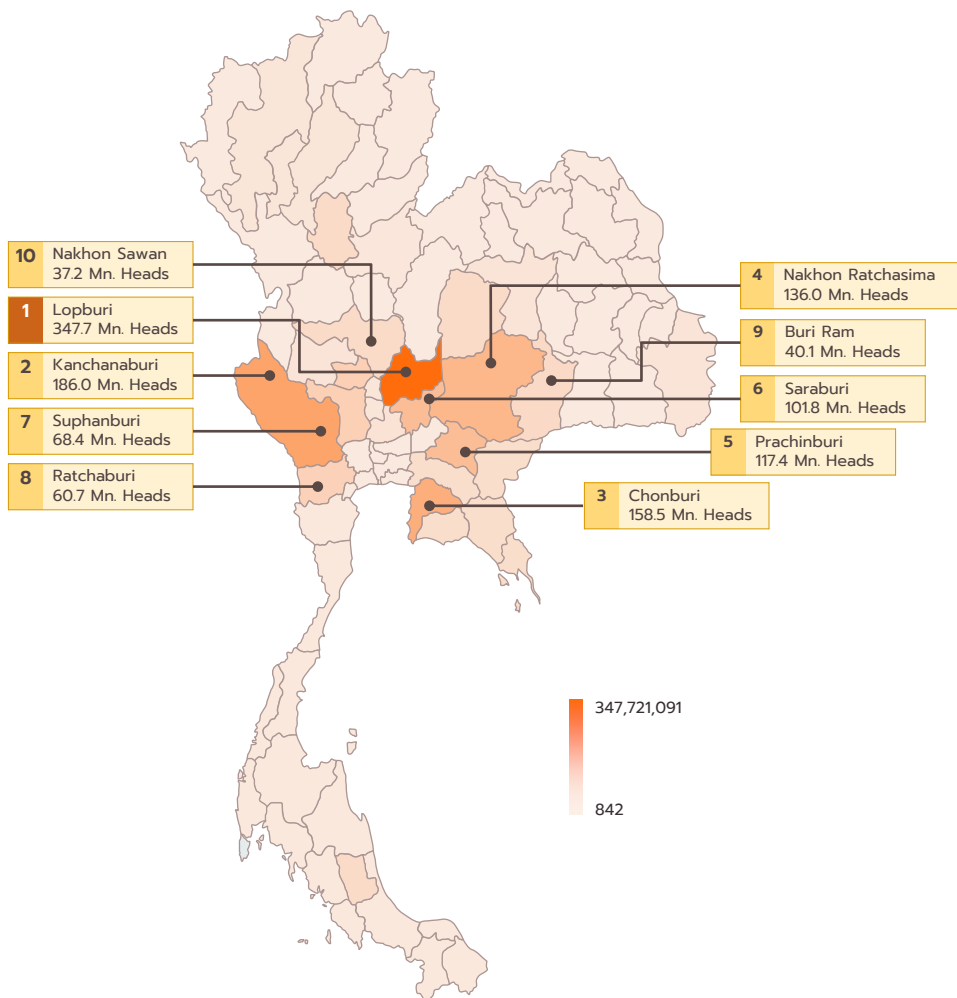 10 Nakhon Sawan
37.2 Mn. Heads
1 Lopburi
347.7 Mn. Heads
2 Kanchanaburi
186.0 Mn. Heads
7 Suphanburi
68.4 Mn. Heads
8 Ratchaburi
60.7 Mn. Heads
4 Nakhon Ratchasima
136.0 Mn. Heads
9 Buri Ram
40.1 Mn. Heads
6 Saraburi
101.8 Mn. Heads
5 Prachinburi
117.4 Mn. Heads
3 Chonburi
158.5 Mn. Heads
347,721,091
842